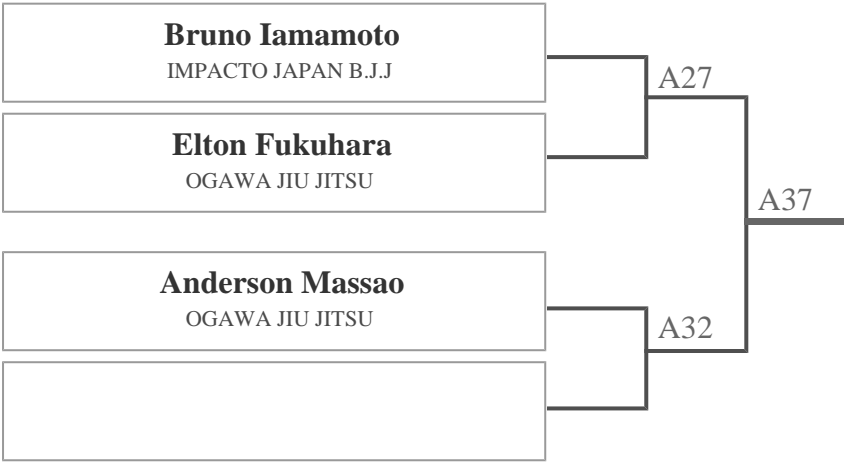 Bruno Iamamoto
IMPACTO JAPAN B.J.J
A27
Elton Fukuhara
OGAWA JIU JITSU
A37
Anderson Massao
OGAWA JIU JITSU
A32